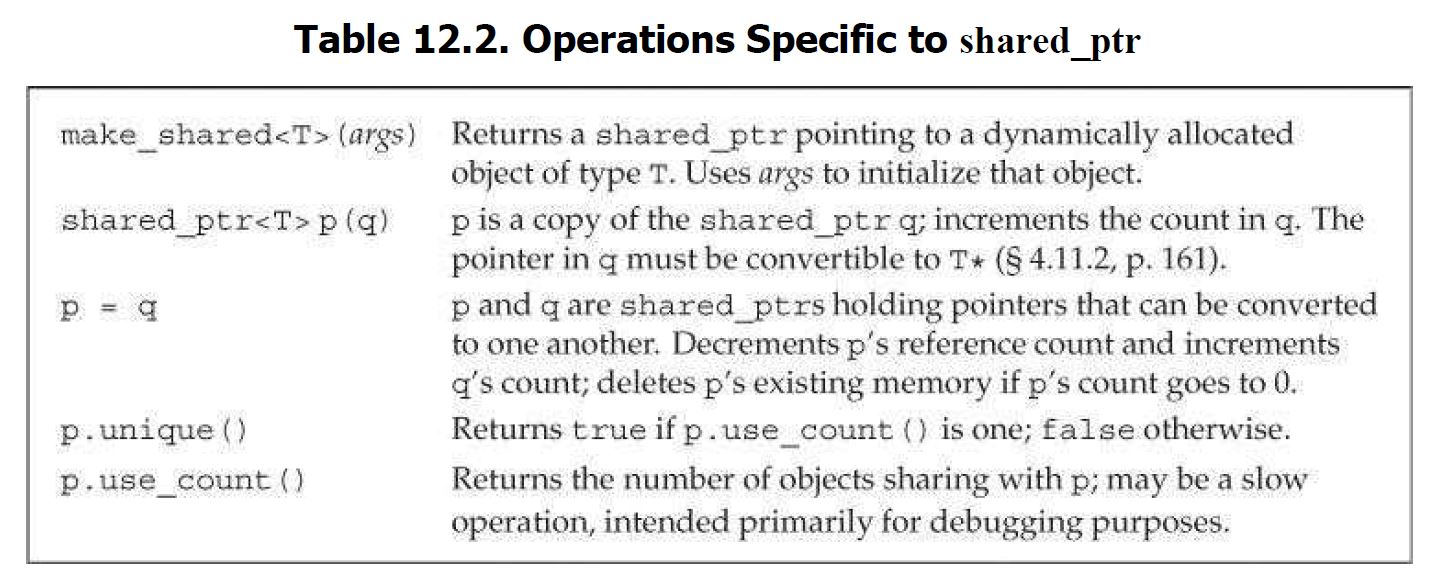 Table 12.2. Operations Specific to shared_ptr
make_shared<T>(args) Returns a shared_ptr pointing to a dynamically allocated
object of type T. Uses args to initialize that object.
shared_ptr<T>p(q) p is a copy of the shared_ptr q; increments the count in q. The
pointer in q must be convertible to T* (§ 4.11.2, p. 161).
p = q p and q are shared_ptrs holding pointers that can be converted
to one another. Decrements p's reference count and increments
q's count; deletes p's existing memory if p's count goes to 0.
p.unique() Returns true if p.use_count() is one; false otherwise.
p.use_count() Returns the number of objects sharing with p; may be a slow
operation, intended primarily for debugging purposes.